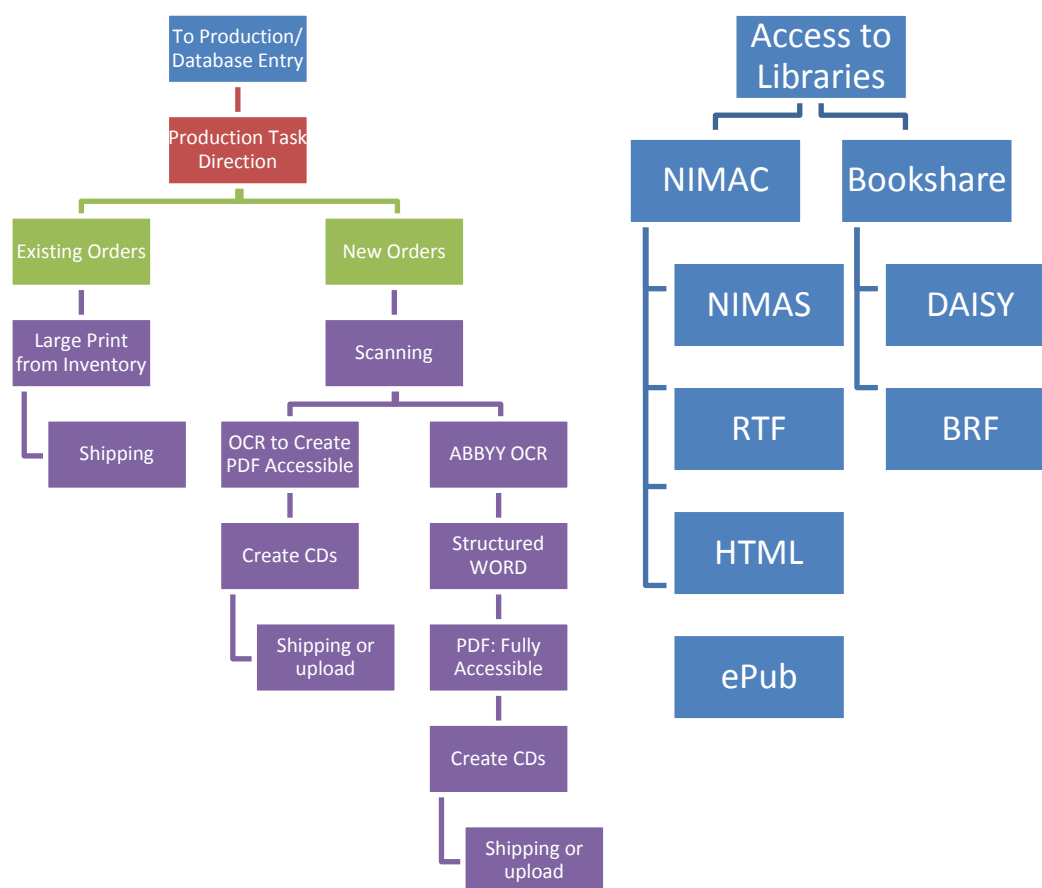 To Production/
Database Entry
Production Task
Direction
Existing Orders
New Orders
Large Print
from Inventory
Scanning
Shipping
OCR to Create
PDF Accessible
ABBYY OCR
Create CDs
Structured
WORD
Shipping or
upload
PDF: Fully
Accessible
Create CDs
Shipping or
upload
Access to
Libraries
NIMAC
Bookshare
NIMAS
DAISY
RTF
BRF
HTML
ePub